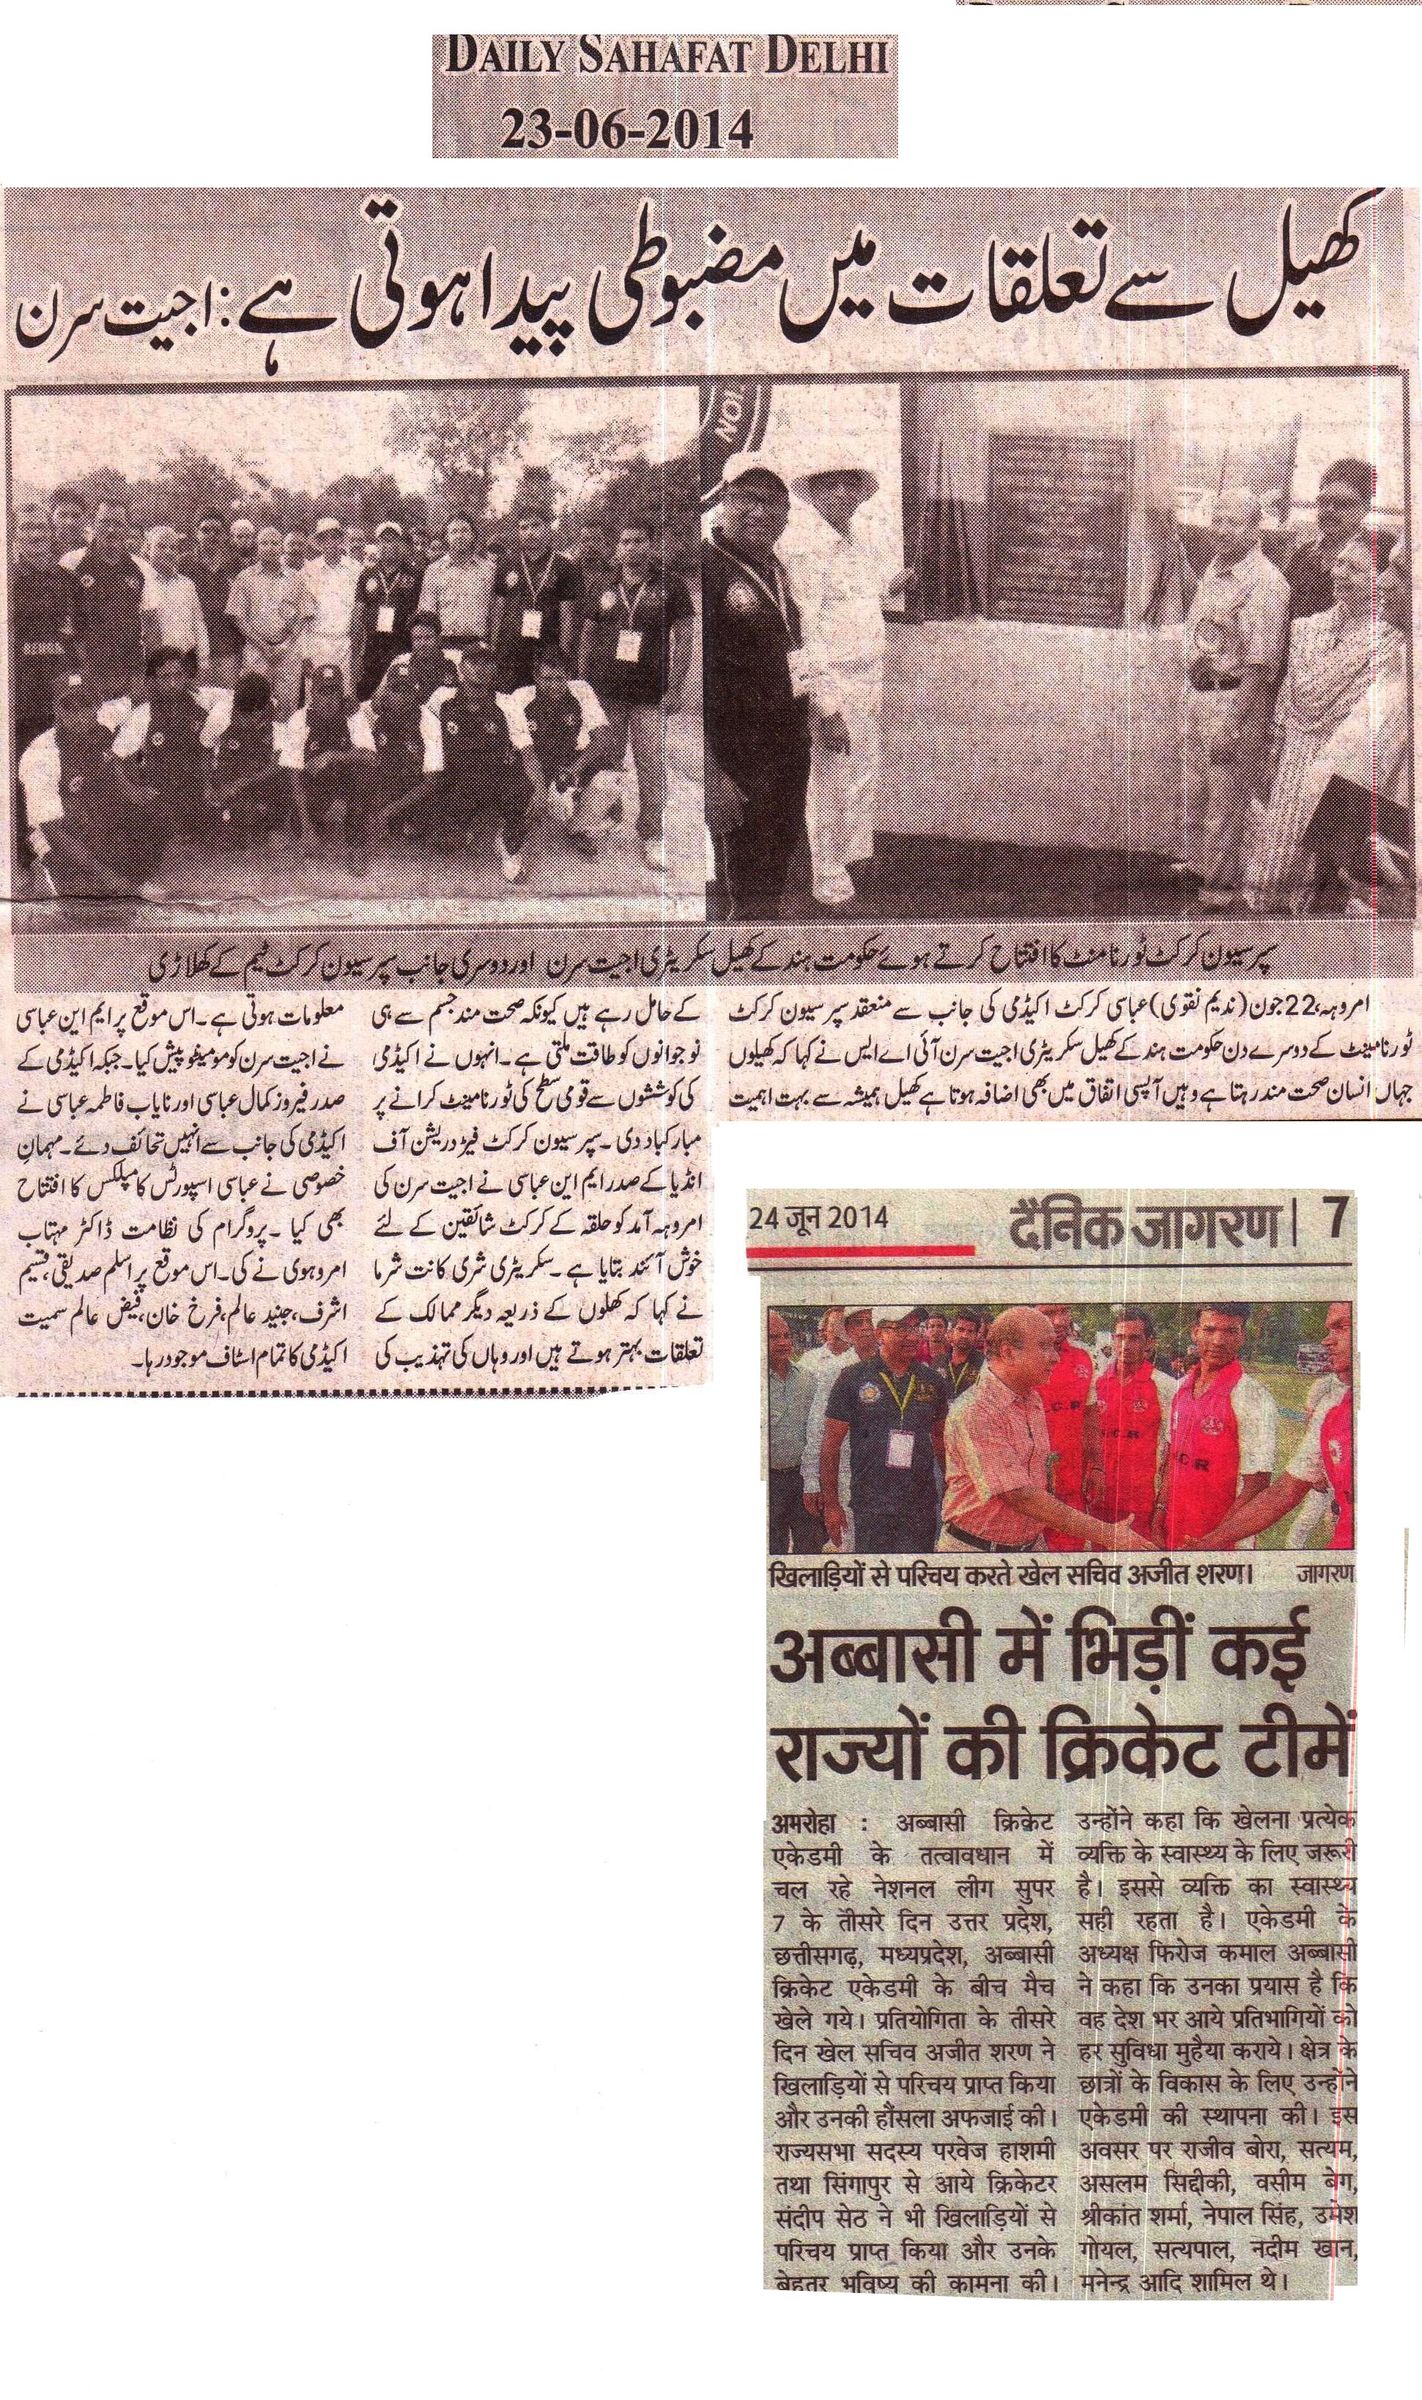 DAILY SAHAFAT DELHI
23-06-2014
کھیل سے تعلقات میں مضبوطی پیدا ہوتی ہے: اجیت سرن
سپر سیون کرکٹ ٹورنامنٹ کا افتتاح کرتے ہوئے حکومت ہند کے کھیل سکریٹری اجیت سرن اور دوسری جانب سپر سیون کرکٹ ٹیم کے کھلاڑی
امروہہ،22جون(ندیم نقوی)عباسی کرکٹ اکیڈمی کی جانب سے منعقد سپر سیون کرکٹ
ٹورنامینٹ کے دوسرے دن حکومت ہند کے کھیل سکریٹری اجیت سرن آئی اے ایس نے کہا کہ کھیلوں
جہاں انسان صحت مند رہتا ہے وہیں آپسی اتفاق میں بھی اضافہ ہوتا ہے کھیل ہمیشہ سے بہت اہمیت
کے حامل رہے ہیں کیونکہ صحت مند جسم سے ہی
نوجوانوں کو طاقت ملتی ہے۔انہوں نے اکیڈمی
کی کوششوں سے قومی سطح کی ٹورنامینٹ کرانے پر
مبارکباد دی۔سپر سیون کرکٹ فیڈریشن آف
انڈیا کے صدر ایم این عباسی نے اجیت سرن کی
امروہہ آمد کو حلقہ کے کرکٹ شائقین کے لئے
خوش آئند بتایا ہے۔سکریٹری شری کانت شرما
نے کہا کہ کھلوں کے ذریعہ دیگر ممالک کے
تعلقات بہتر ہوتے ہیں اور وہاں کی تہذیب کی
معلومات ہوتی ہے۔اس موقع پر ایم این عباسی
نے اجیت سرن کو مومینٹو پیش کیا۔جبکہ اکیڈمی کے
صدر فیروز کمال عباسی اور نایاب فاطمہ عباسی نے
اکیڈمی کی جانب سے انہیں تحائف دئے۔مہمان
خصوصی نے عباسی اسپورٹس کامپلکس کا افتتاح
بھی کیا۔پروگرام کی نظامت ڈاکٹر مہتاب
امروہوی نے کی۔اس موقع پر اسلم صدیقی،قسیم
اشرف،جنید عالم،فرخ خان،فیض عالم سمیت
اکیڈمی کا تمام اسٹاف موجود رہا۔
24 जून 2014 दैनिक जागरण | 7
खिलाड़ियों से परिचय करते खेल सचिव अजीत शरण। जागरण
अब्बासी में भिड़ीं कई
राज्यों की क्रिकेट टीमें
अमरोहा : अब्बासी क्रिकेट
एकेडमी के तत्वावधान में
चल रहे नेशनल लीग सुपर
7 के तीसरे दिन उत्तर प्रदेश,
छत्तीसगढ़, मध्यप्रदेश, अब्बासी
क्रिकेट एकेडमी के बीच मैच
खेले गये। प्रतियोगिता के तीसरे
दिन खेल सचिव अजीत शरण ने
खिलाड़ियों से परिचय प्राप्त किया
और उनकी हौंसला अफजाई की।
राज्यसभा सदस्य परवेज हाशमी
तथा सिंगापुर से आये क्रिकेटर
संदीप सेठ ने भी खिलाड़ियों से
परिचय प्राप्त किया और उनके
बेहतर भविष्य की कामना की।
उन्होंने कहा कि खेलना प्रत्येक
व्यक्ति के स्वास्थ्य के लिए जरूरी
है। इससे व्यक्ति का स्वास्थ्य
सही रहता है। एकेडमी के
अध्यक्ष फिरोज कमाल अब्बासी
ने कहा कि उनका प्रयास है कि
वह देश भर आये प्रतिभागियों को
हर सुविधा मुहैया कराये। क्षेत्र के
छात्रों के विकास के लिए उन्होंने
एकेडमी की स्थापना की। इस
अवसर पर राजीव बोरा, सत्यम,
असलम सिद्दीकी, वसीम बेग,
श्रीकांत शर्मा, नेपाल सिंह, उमेश
गोयल, सत्यपाल, नदीम खान,
मनेन्द्र आदि शामिल थे।